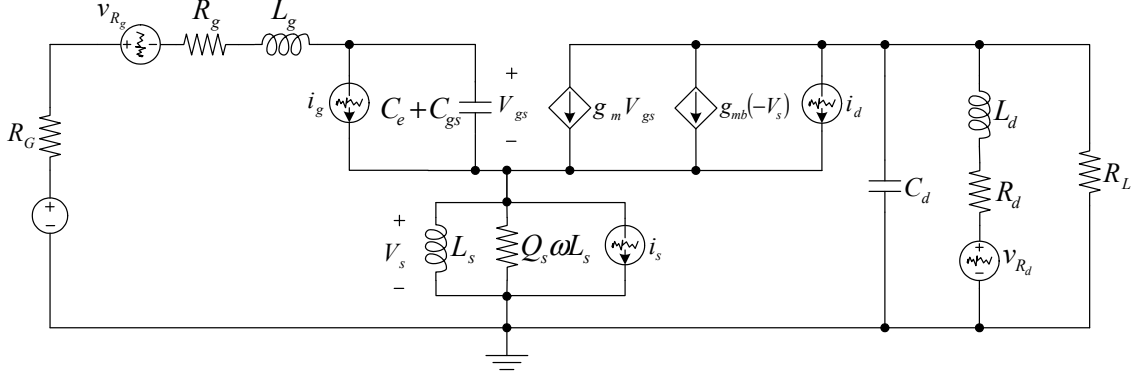 v_{R_g}
R_g
L_g
+ -
R_G
+
-
i_g
C_e + C_{gs}
+
V_{gs}
-
g_m V_{gs}
g_{mb}(-V_s)
i_d
C_d
L_d
R_d
+
-
v_{R_d}
R_L
+
V_s
-
L_s
Q_s ω L_s
i_s